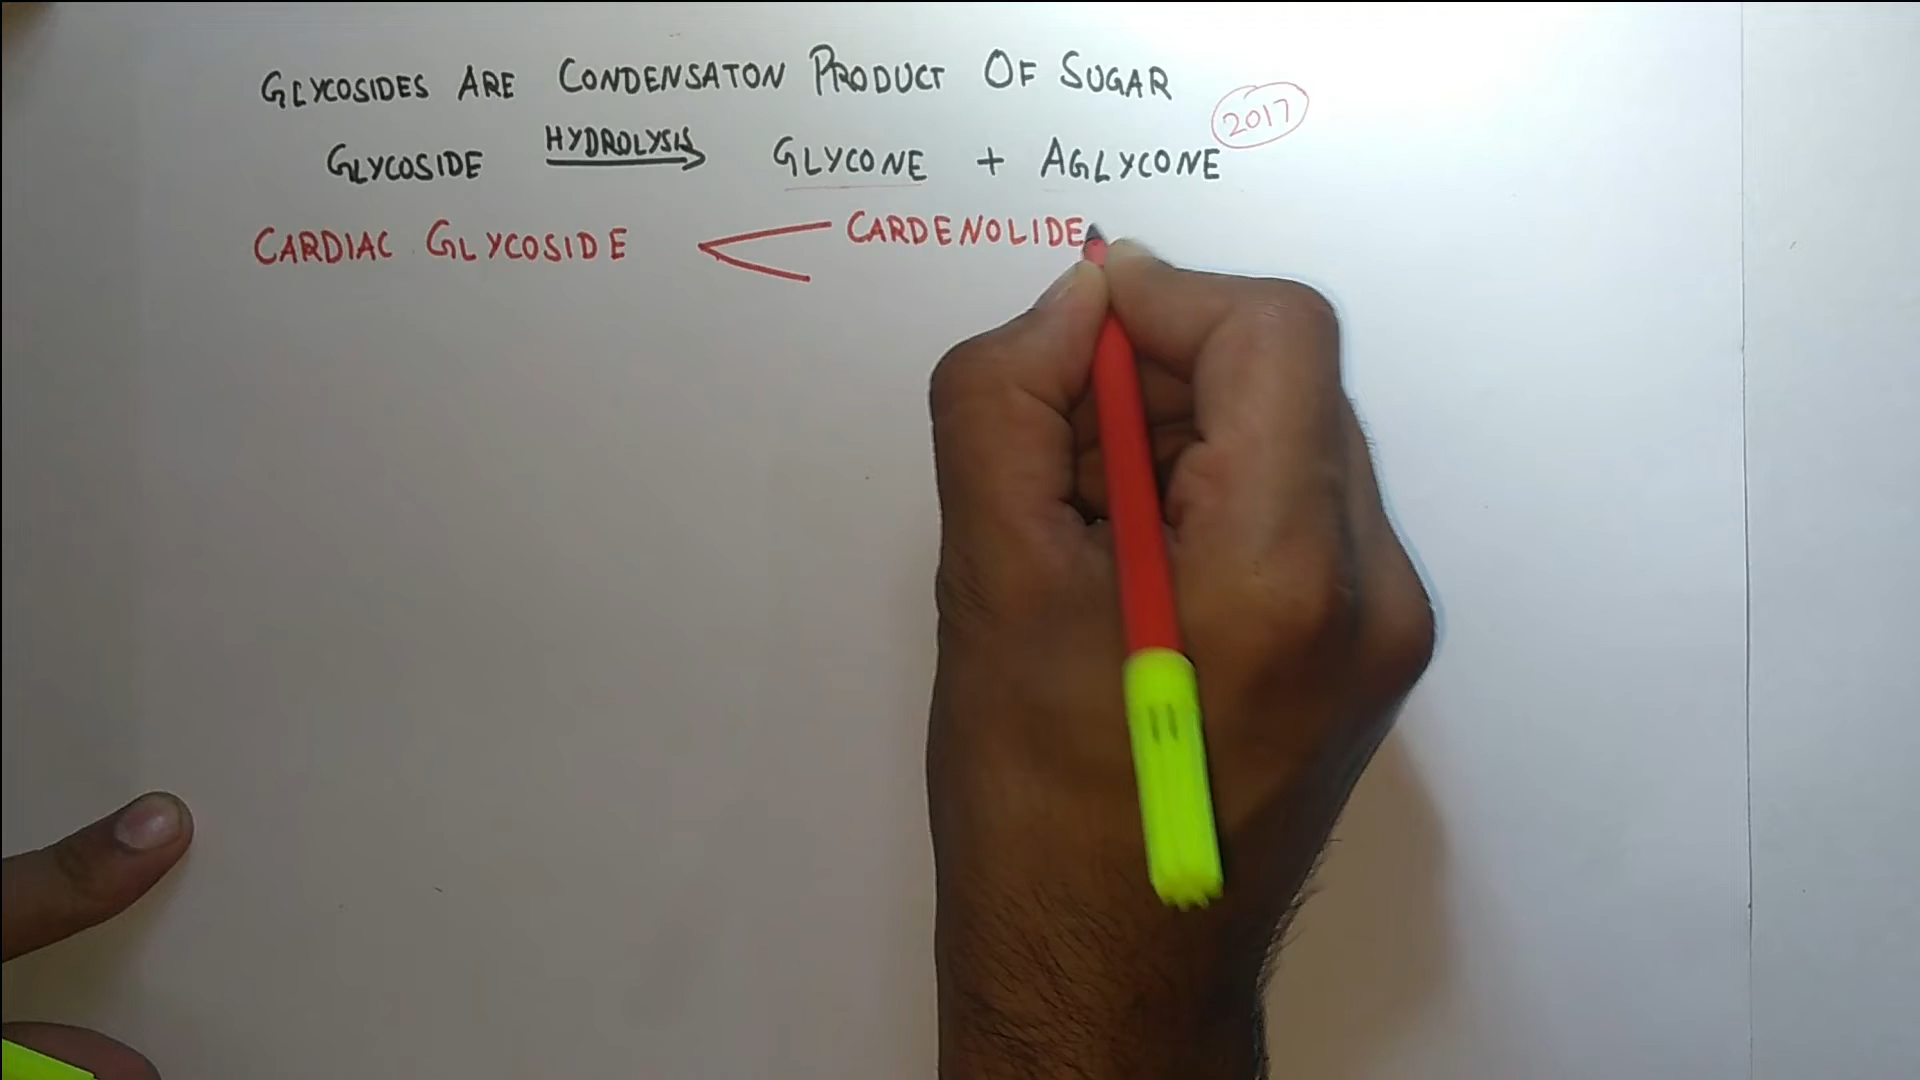 GLYCOSIDES ARE CONDENSATON PRODUCT OF SUGAR
2017
GLYCOSIDE HYDROLYSIS GLYCONE + AGLYCONE
CARDIAC GLYCOSIDE CARDENOLIDE